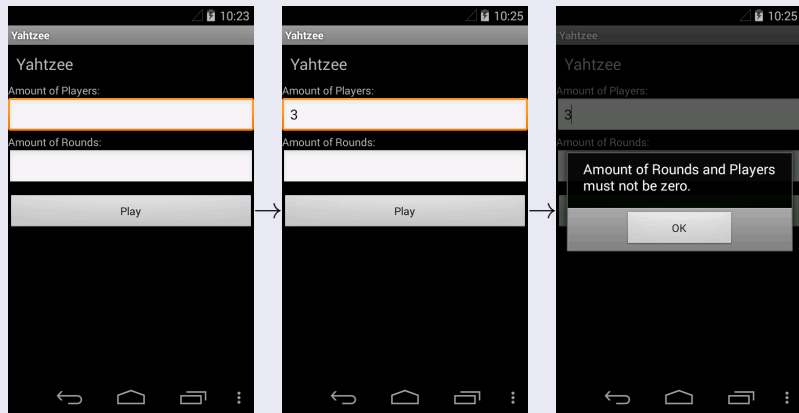 10:23
Yahtzee
Yahtzee
Amount of Players:
Amount of Rounds:
Play
10:25
Yahtzee
Yahtzee
Amount of Players:
3
Amount of Rounds:
Play
10:25
Yahtzee
Yahtzee
Amount of Players:
3
Amount of Rounds:
Amount of Rounds and Players
must not be zero.
OK